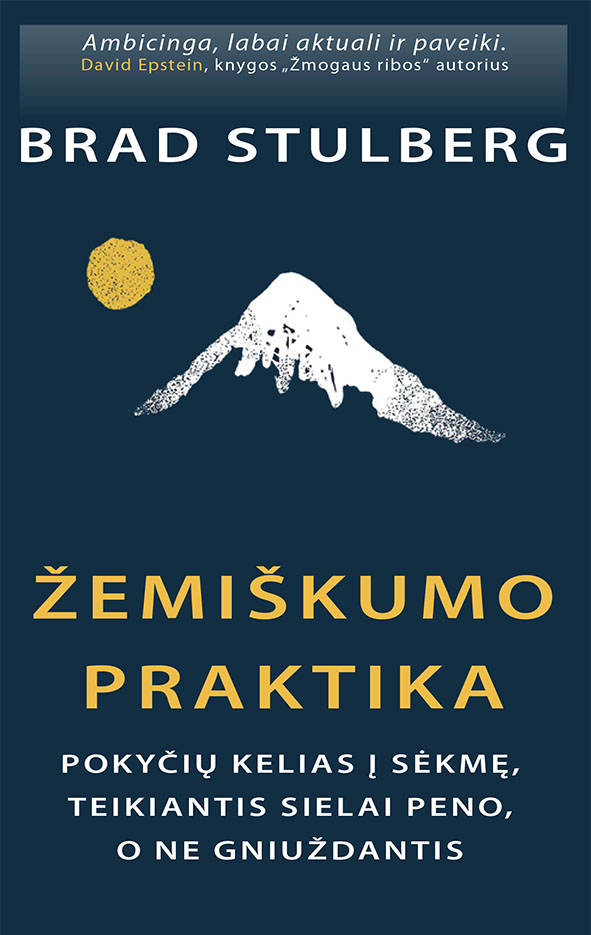 Ambicinga, labai aktuali ir paveiki.
David Epstein, knygos „Žmogaus ribos“ autorius
BRAD STULBERG
ŽEMIŠKUMO
PRAKTIKA
POKYČIŲ KELIAS Į SĖKMĘ,
TEIKIANTIS SIELAI PENO,
O NE GNIUŽDANTIS